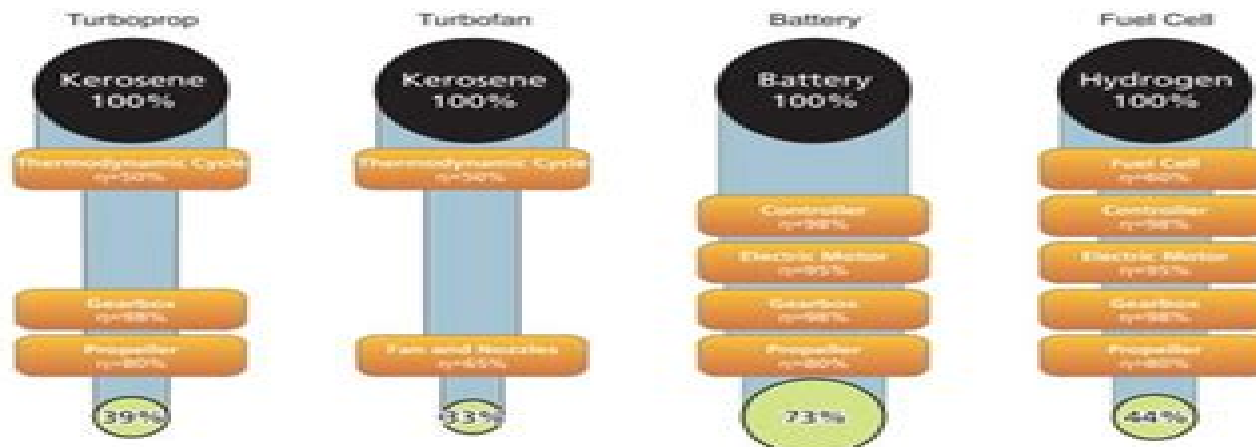 Turboprop
Kerosene
100%
Thermodynamic Cycle
η=50%
Gearbox
η=98%
Propeller
η=80%
39%
Turbofan
Kerosene
100%
Thermodynamic Cycle
η=50%
Fan and Nozzles
η=65%
33%
Battery
Battery
100%
Controller
η=98%
Electric Motor
η=95%
Gearbox
η=98%
Propeller
η=80%
73%
Fuel Cell
Hydrogen
100%
Fuel Cell
η=60%
Controller
η=98%
Electric Motor
η=95%
Gearbox
η=98%
Propeller
η=80%
44%